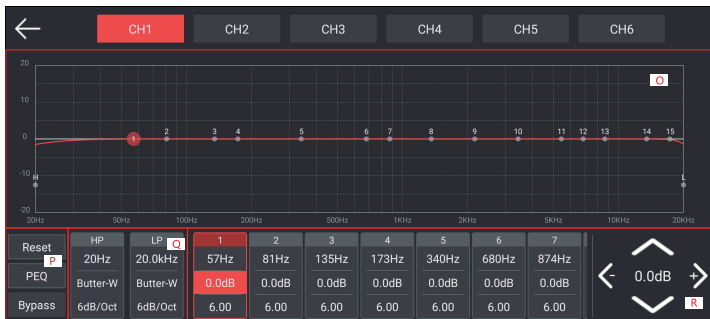 CH1 CH2 CH3 CH4 CH5 CH6
20
O
10
1 2 3 4 5 6 7 8 9 10 11 12 13 14 15
0
-10
H L
-20
20Hz 50Hz 100Hz 200Hz 500Hz 1KHz 2KHz 5KHz 10KHz 20KHz
Reset HP LP Q 1 2 3 4 5 6 7
P 20Hz 20.0kHz 57Hz 81Hz 135Hz 173Hz 340Hz 680Hz 874Hz
PEQ Butter-W Butter-W 0.0dB 0.0dB 0.0dB 0.0dB 0.0dB 0.0dB 0.0dB - 0.0dB +
Bypass 6dB/Oct 6dB/Oct 6.00 6.00 6.00 6.00 6.00 6.00 6.00 R